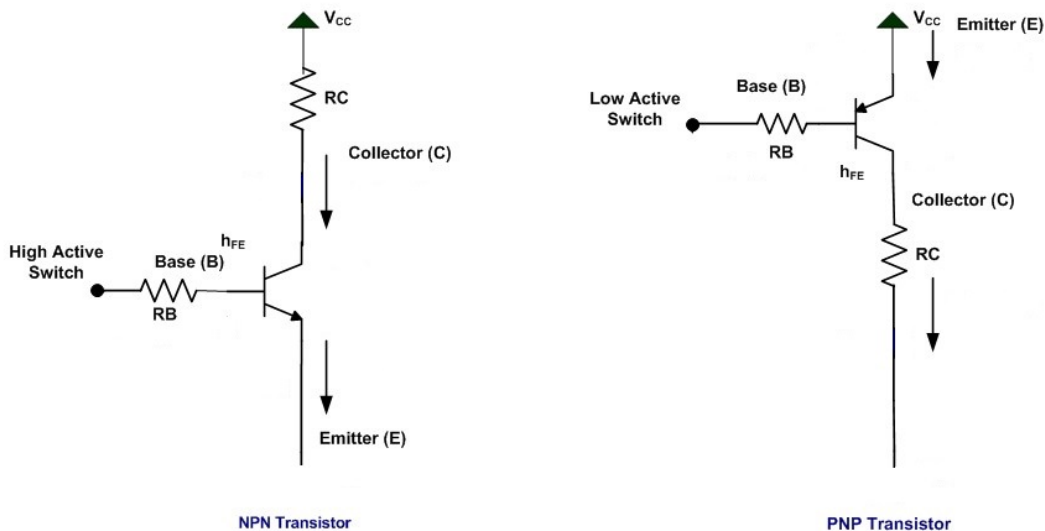 VCC
RC
Collector (C)
hFE
High Active
Switch
Base (B)
RB
Emitter (E)
NPN Transistor
VCC
Emitter (E)
Low Active
Switch
Base (B)
RB
hFE
Collector (C)
RC
PNP Transistor